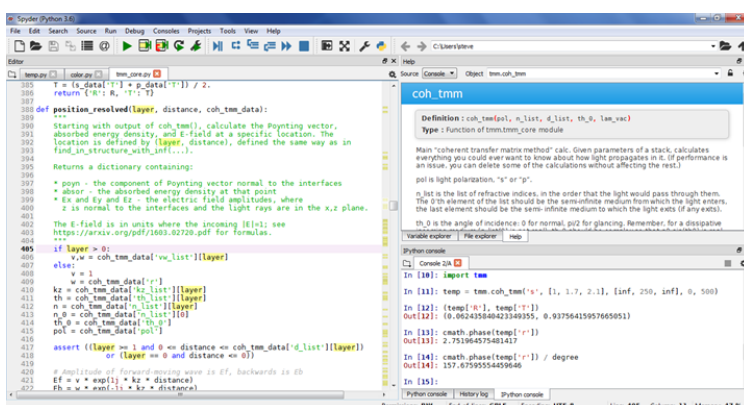 Spyder (Python 3.6)
File Edit Search Source Run Debug Consoles Projects Tools View Help
C:\Users\steve
Editor
temp.py color.py tmm_core.py
385 T = (s_data['T'] + p_data['T']) / 2.
386 return {'R': R, 'T': T}
387
388 def position_resolved(layer, distance, coh_tmm_data):
389 """
390 Starting with output of coh_tmm(), calculate the Poynting vector,
391 absorbed energy density, and E-field at a specific location. The
392 location is defined by (layer, distance), defined the same way as in
393 find_in_structure_with_inf(...).
394
395 Returns a dictionary containing:
396
397 * poyn - the component of Poynting vector normal to the interfaces
398 * absor - the absorbed energy density at that point
399 * Ex and Ey and Ez - the electric field amplitudes, where
400 z is normal to the interfaces and the light rays are in the x,z plane.
401
402 The E-field is in units where the incoming |E|=1; see
403 https://arxiv.org/pdf/1603.02720.pdf for formulas.
404 """
405 if layer > 0:
406 v,w = coh_tmm_data['vw_list'][layer]
407 else:
408 v = 1
409 w = coh_tmm_data['r']
410 kz = coh_tmm_data['kz_list'][layer]
411 th = coh_tmm_data['th_list'][layer]
412 n = coh_tmm_data['n_list'][layer]
413 n_0 = coh_tmm_data['n_list'][0]
414 th_0 = coh_tmm_data['th_0']
415 pol = coh_tmm_data['pol']
416
417 assert ((layer >= 1 and 0 <= distance <= coh_tmm_data['d_list'][layer])
418 or (layer == 0 and distance <= 0))
419
420 # Amplitude of forward-moving wave is Ef, backwards is Eb
421 Ef = v * exp(1j * kz * distance)
422 Eb = w * exp(-1j * kz * distance)
Help
Source Console Object tmm.coh_tmm
coh_tmm
Definition : coh_tmm(pol, n_list, d_list, th_0, lam_vac)
Type : Function of tmm.tmm_core module
Main "coherent transfer matrix method" calc. Given parameters of a stack, calculates
everything you could ever want to know about how light propagates in it. (If performance is
an issue, you can delete some of the calculations without affecting the rest.)
pol is light polarization, "s" or "p".
n_list is the list of refractive indices, in the order that the light would pass through them.
The 0'th element of the list should be the semi-infinite medium from which the light enters,
the last element should be the semi- infinite medium to which the light exits (if any exits).
th_0 is the angle of incidence: 0 for normal, pi/2 for glancing. Remember, for a dissipative
Variable explorer File explorer Help
IPython console
Console 2/A
In [10]: import tmm
In [11]: temp = tmm.coh_tmm('s', [1, 1.7, 2.1], [inf, 250, inf], 0, 500)
In [12]: (temp['R'], temp['T'])
Out[12]: (0.062435840423349355, 0.93756415957665051)
In [13]: cmath.phase(temp['r'])
Out[13]: 2.751964575481417
In [14]: cmath.phase(temp['r']) / degree
Out[14]: 157.67595554459646
In [15]:
Python console History log IPython console